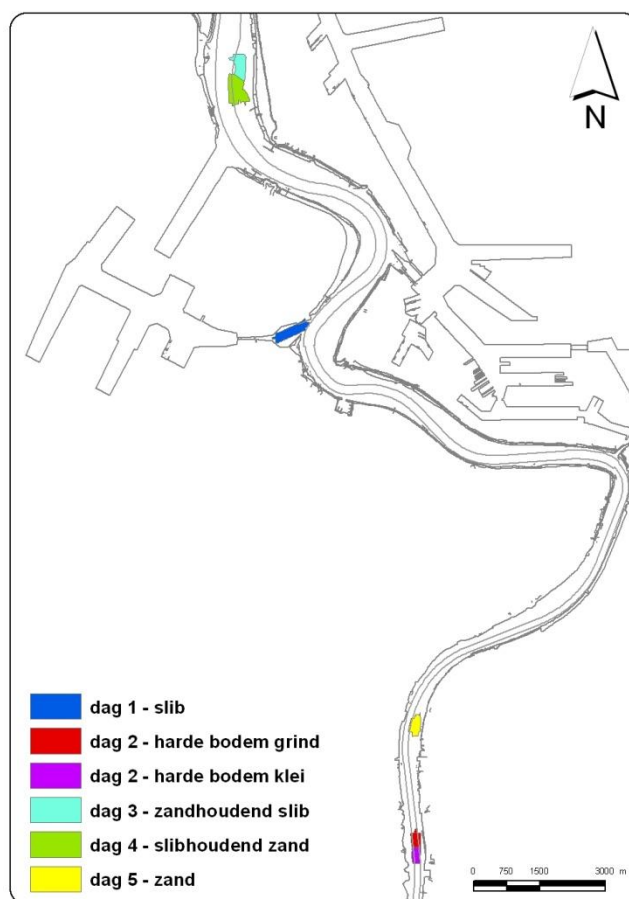 N
dag 1 - slib
dag 2 - harde bodem grind
dag 2 - harde bodem klei
dag 3 - zandhoudend slib
dag 4 - slibhoudend zand
dag 5 - zand
0 750 1500 3000 m